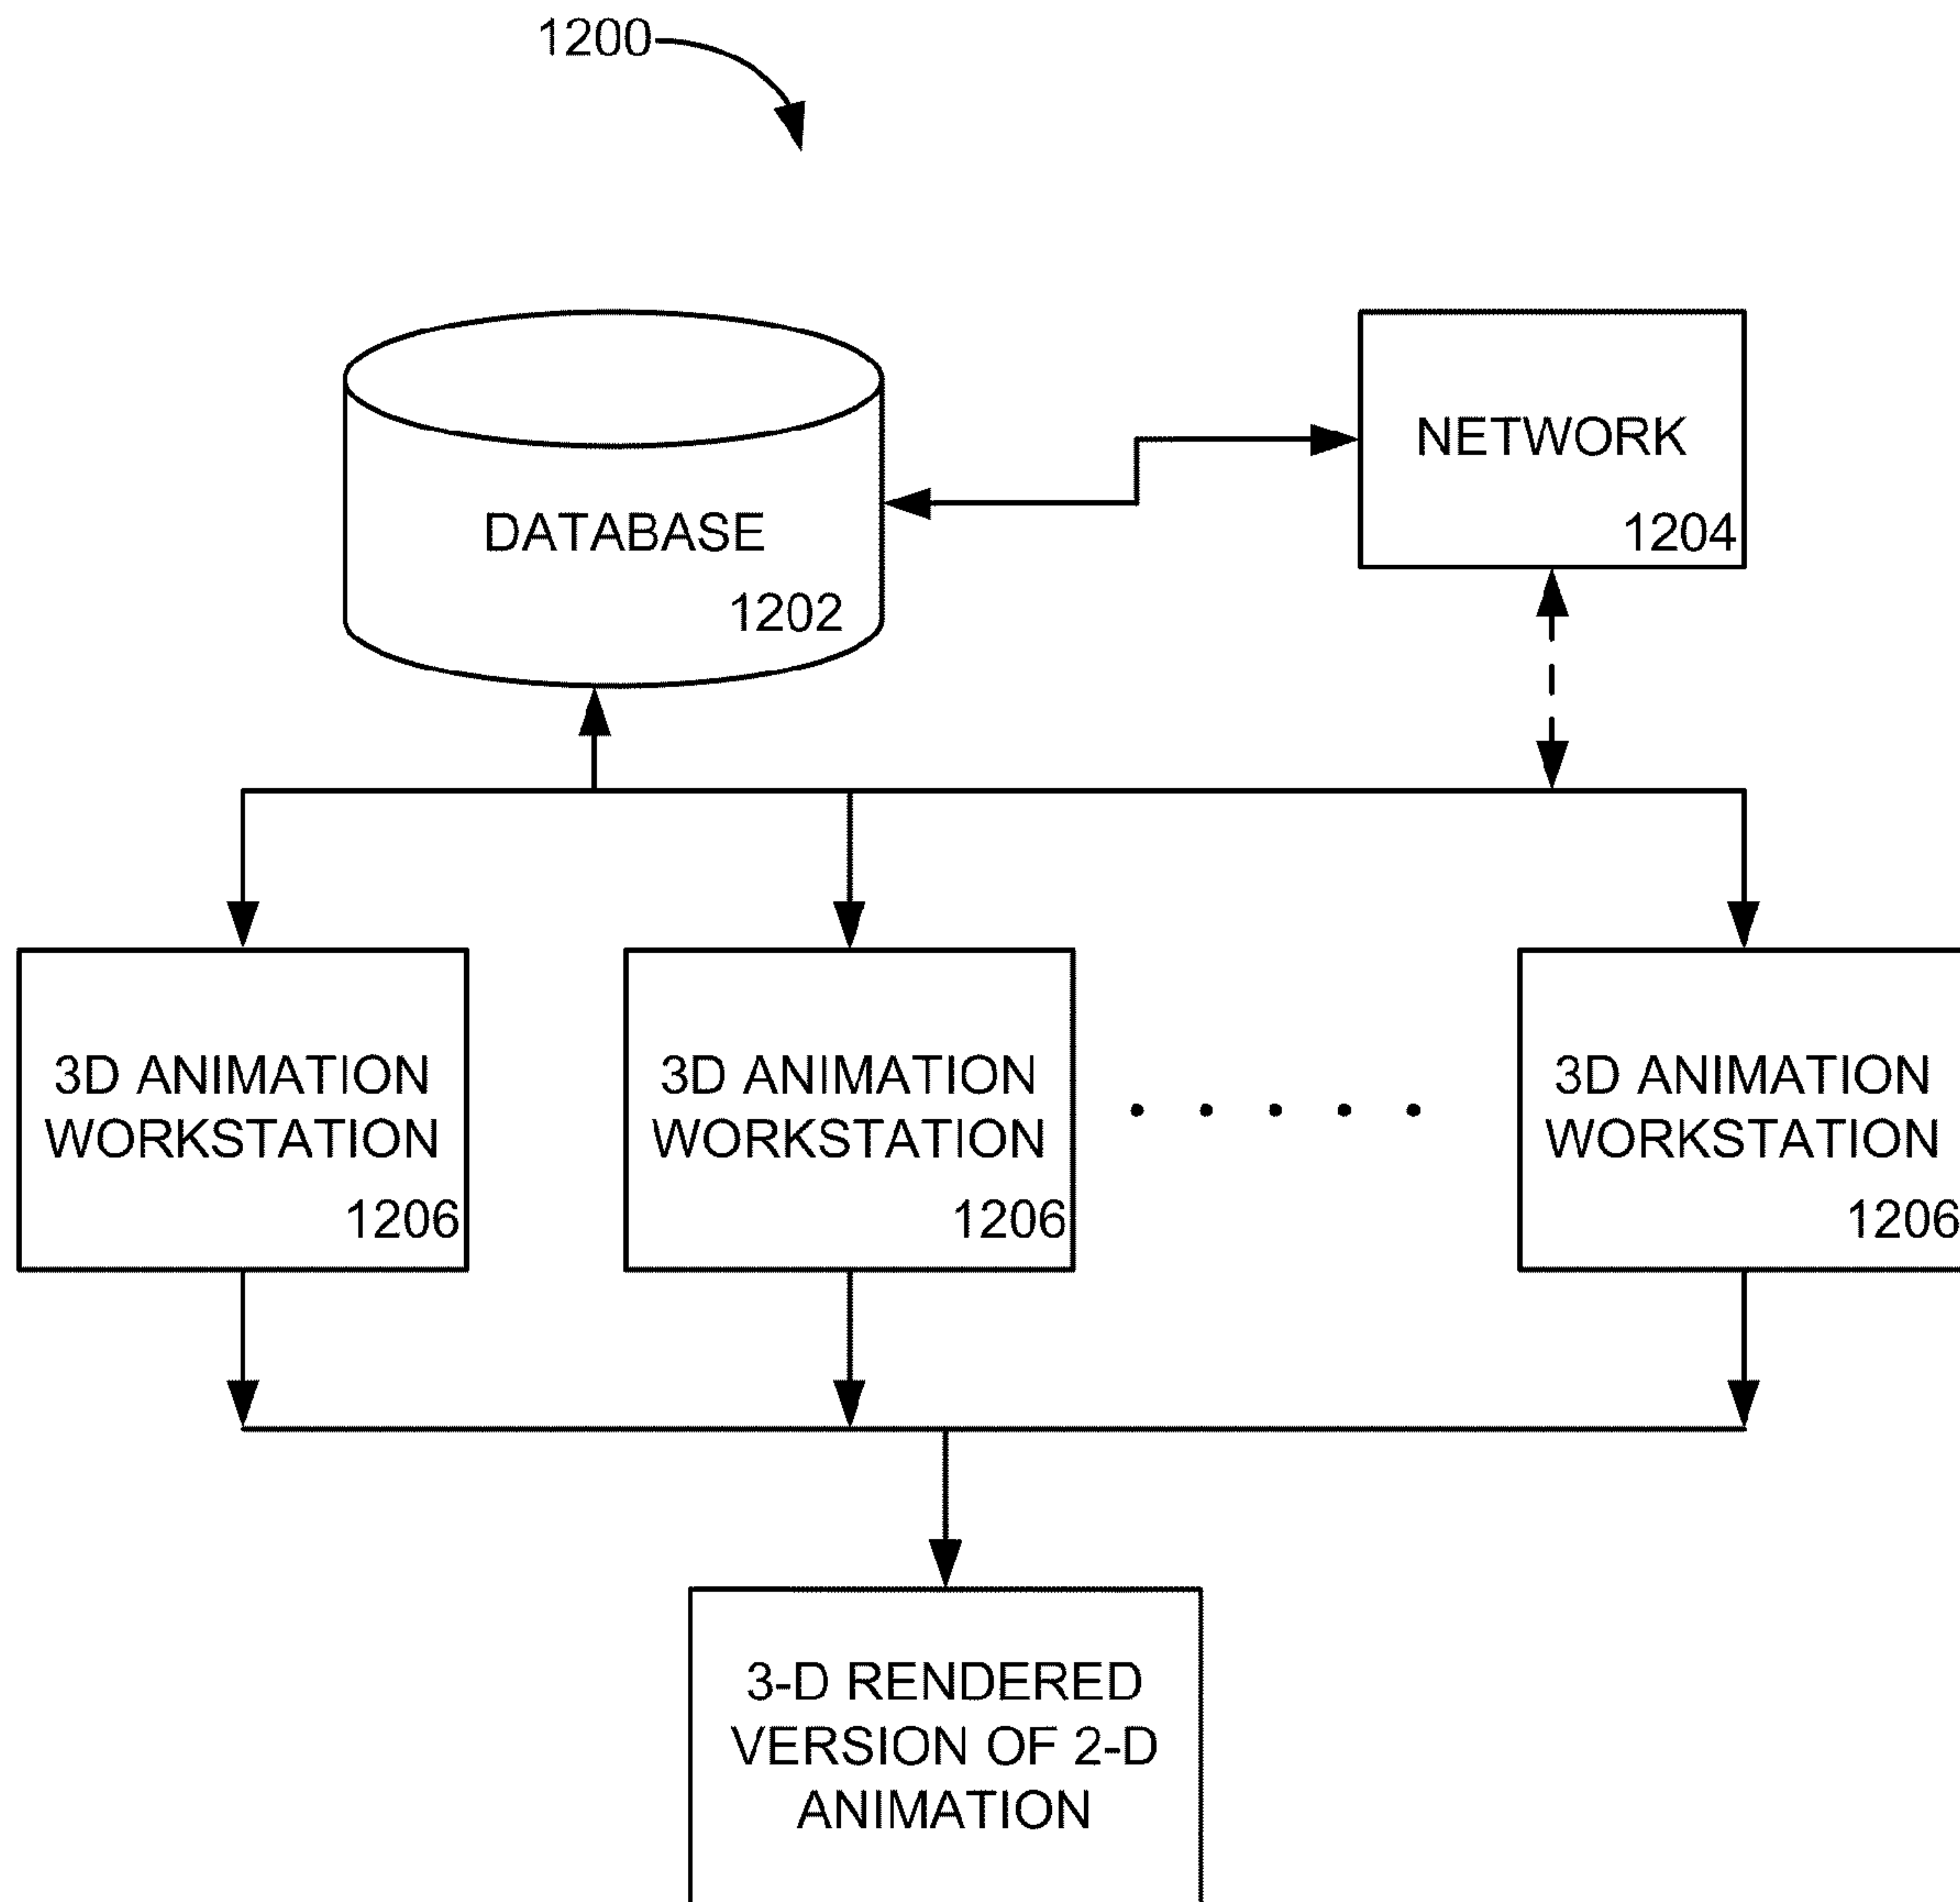 1200
NETWORK
1204
DATABASE
1202
3D ANIMATION
WORKSTATION
1206
3D ANIMATION
WORKSTATION
1206
3D ANIMATION
WORKSTATION
1206
3-D RENDERED
VERSION OF 2-D
ANIMATION